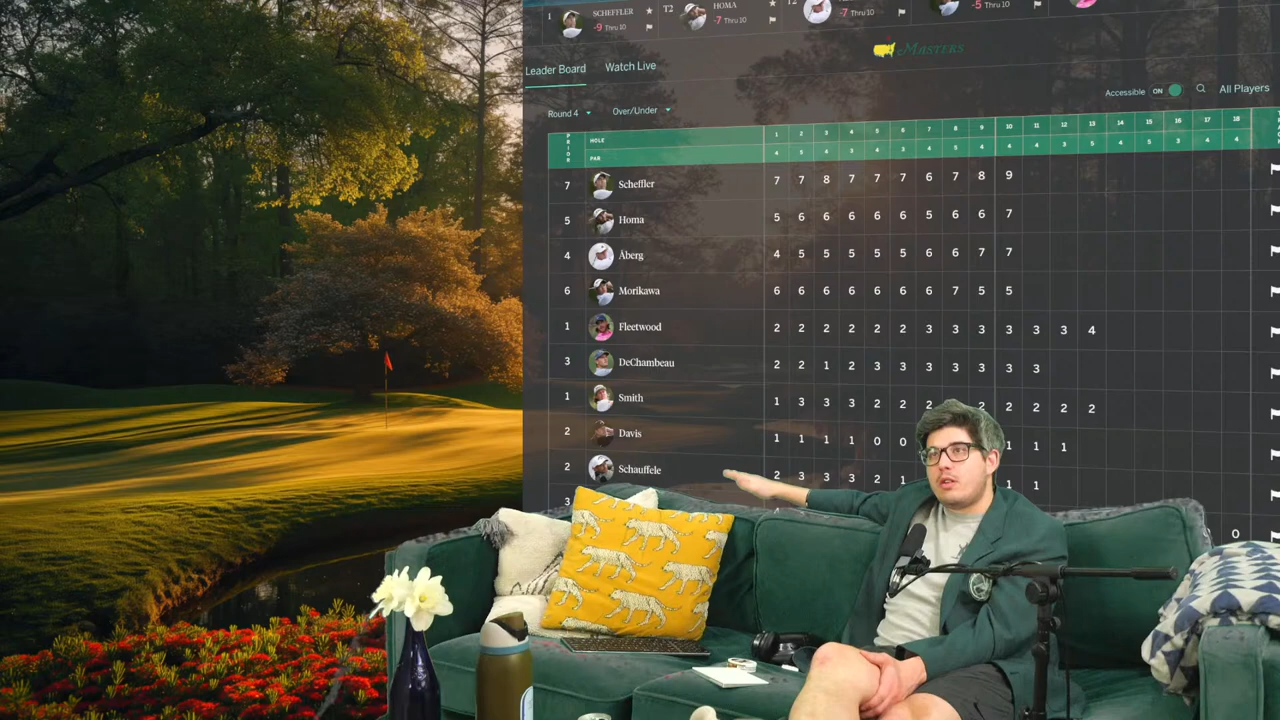 1 SCHEFFLER -9 Thru 10 T2 HOMA -7 Thru 10 T2 -7 Thru 10 -5 Thru 10
Masters
Leader Board Watch Live
Accessible ON All Players
Round 4 Over/Under
PRIOR HOLE 1 2 3 4 5 6 7 8 9 10 11 12 13 14 15 16 17 18
PAR 4 5 4 3 4 3 4 5 4 4 4 3 5 4 5 3 4 4
7 Scheffler 7 7 8 7 7 7 6 7 8 9
5 Homa 5 6 6 6 6 6 5 6 6 7
4 Åberg 4 5 5 5 5 5 5 6 7 7
6 Morikawa 6 6 6 6 6 6 6 7 5 5
1 Fleetwood 2 2 2 2 2 2 3 3 3 3 3 3 4
3 DeChambeau 2 2 1 2 3 3 2 3 3 3 3
1 Smith 1 3 3 3 2 2 2 2 2 2 2 2
2 Davis 1 1 1 1 0 0 1 1 1
2 Schauffele 2 3 3 3 2 1 1 1
3 0